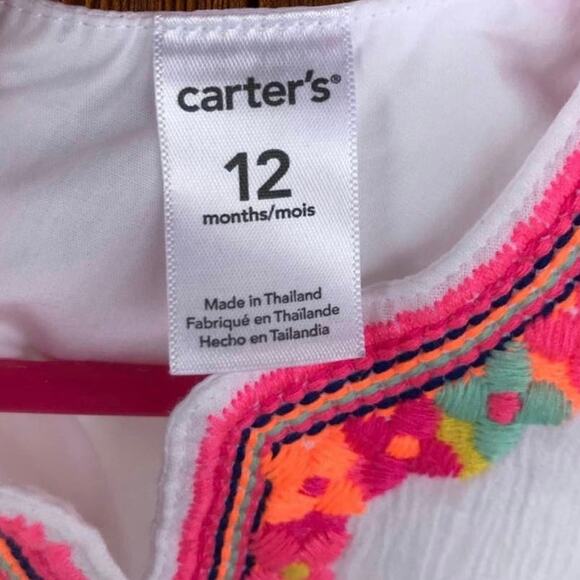 carter's®
12
months/mois
Made in Thailand
Fabriqué en Thaïlande
Hecho en Tailandia